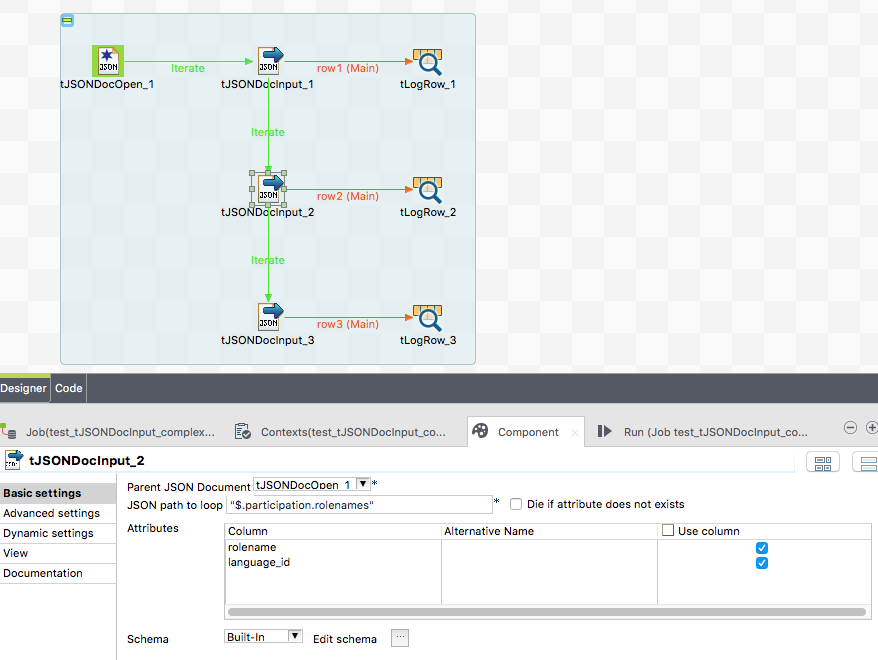 JSON
JSON
Iterate
row1 (Main)
tJSONDocOpen_1
tJSONDocInput_1
tLogRow_1
Iterate
JSON
row2 (Main)
tJSONDocInput_2
tLogRow_2
Iterate
JSON
row3 (Main)
tJSONDocInput_3
tLogRow_3
Designer
Code
Job(test_tJSONDocInput_complex...
Contexts(test_tJSONDocInput_co...
Component
Run (Job test_tJSONDocInput_co...
JSON
tJSONDocInput_2
Basic settings
Advanced settings
Dynamic settings
View
Documentation
Parent JSON Document tJSONDocOpen_1 *
JSON path to loop "$.participation.rolenames" * Die if attribute does not exists
Attributes
Column Alternative Name Use column
rolename
language_id
Schema Built-In Edit schema ...